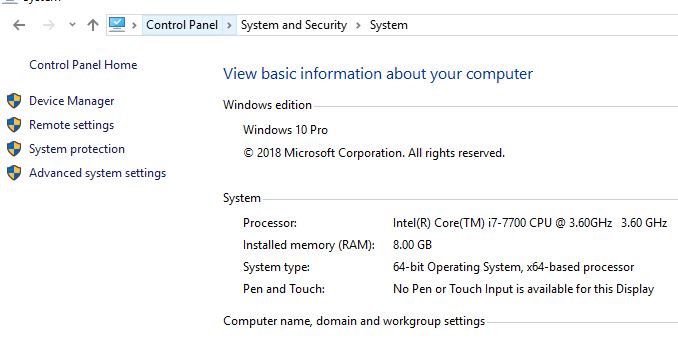 System
Control Panel > System and Security > System
Control Panel Home
Device Manager
Remote settings
System protection
Advanced system settings
View basic information about your computer
Windows edition
Windows 10 Pro
© 2018 Microsoft Corporation. All rights reserved.
System
Processor: Intel(R) Core(TM) i7-7700 CPU @ 3.60GHz 3.60 GHz
Installed memory (RAM): 8.00 GB
System type: 64-bit Operating System, x64-based processor
Pen and Touch: No Pen or Touch Input is available for this Display
Computer name, domain and workgroup settings